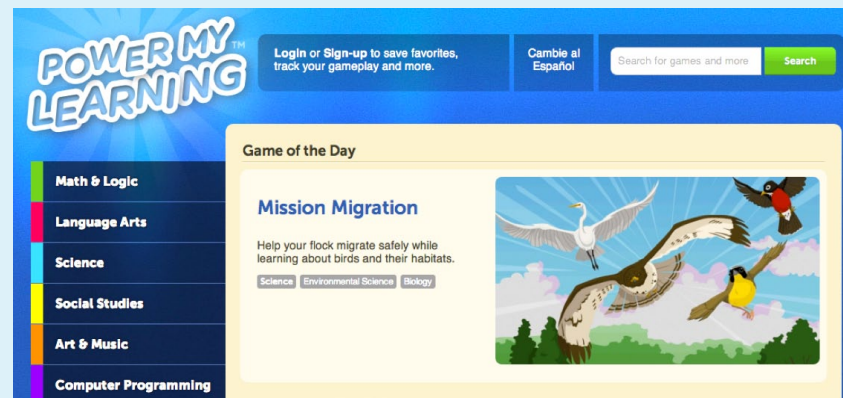 POWER MY
LEARNING™
Login or Sign-up to save favorites,
track your gameplay and more.
Cambie al
Español
Search for games and more
Search
Math & Logic
Language Arts
Science
Social Studies
Art & Music
Computer Programming
Game of the Day
Mission Migration
Help your flock migrate safely while
learning about birds and their habitats.
Science Environmental Science Biology